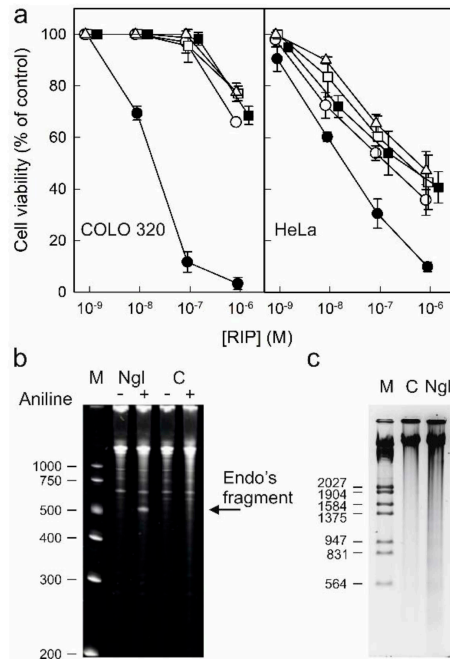 a
Cell viability (% of control)
100
80
60
40
20
0
COLO 320
HeLa
10⁻⁹ 10⁻⁸ 10⁻⁷ 10⁻⁶ 10⁻⁹ 10⁻⁸ 10⁻⁷ 10⁻⁶
[RIP] (M)
b
M Ngl C
Aniline - + - +
1000
750
500
400
300
200
Endo's
fragment
c
M C Ngl
2027
1904
1584
1375
947
831
564